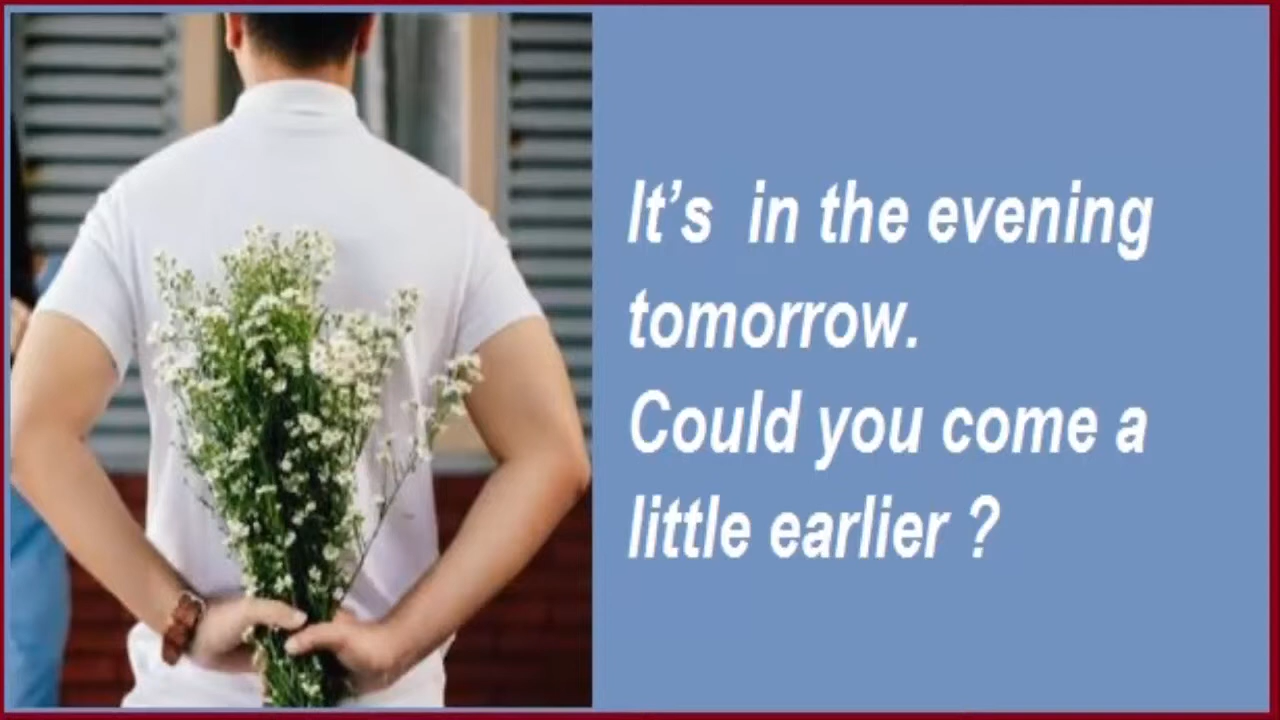 It’s  in the evening
tomorrow.
Could you come a
little earlier ?